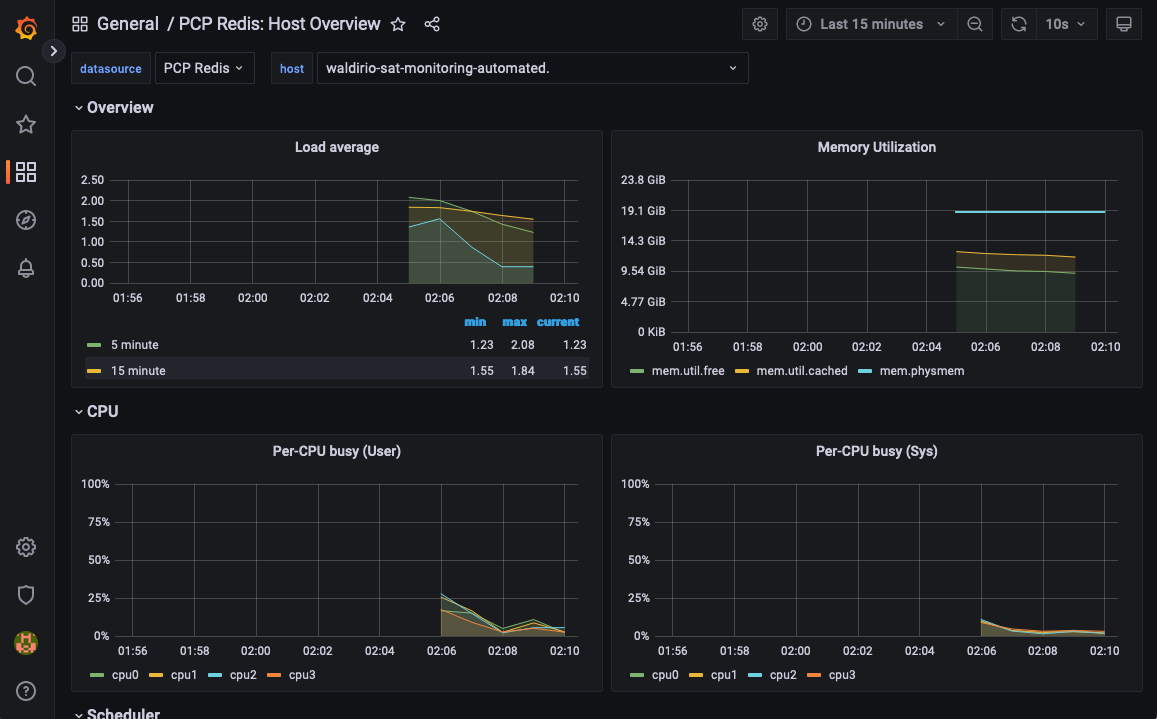 General / PCP Redis: Host Overview
Last 15 minutes
10s
datasource PCP Redis host waldirio-sat-monitoring-automated.
Overview
Load average
2.50
2.00
1.50
1.00
0.50
0.00
01:56 01:58 02:00 02:02 02:04 02:06 02:08 02:10
min max current
5 minute 1.23 2.08 1.23
15 minute 1.55 1.84 1.55
Memory Utilization
23.8 GiB
19.1 GiB
14.3 GiB
9.54 GiB
4.77 GiB
0 KiB
01:56 01:58 02:00 02:02 02:04 02:06 02:08 02:10
mem.util.free mem.util.cached mem.physmem
CPU
Per-CPU busy (User)
100%
75%
50%
25%
0%
01:56 01:58 02:00 02:02 02:04 02:06 02:08 02:10
cpu0 cpu1 cpu2 cpu3
Per-CPU busy (Sys)
100%
75%
50%
25%
0%
01:56 01:58 02:00 02:02 02:04 02:06 02:08 02:10
cpu0 cpu1 cpu2 cpu3
Scheduler